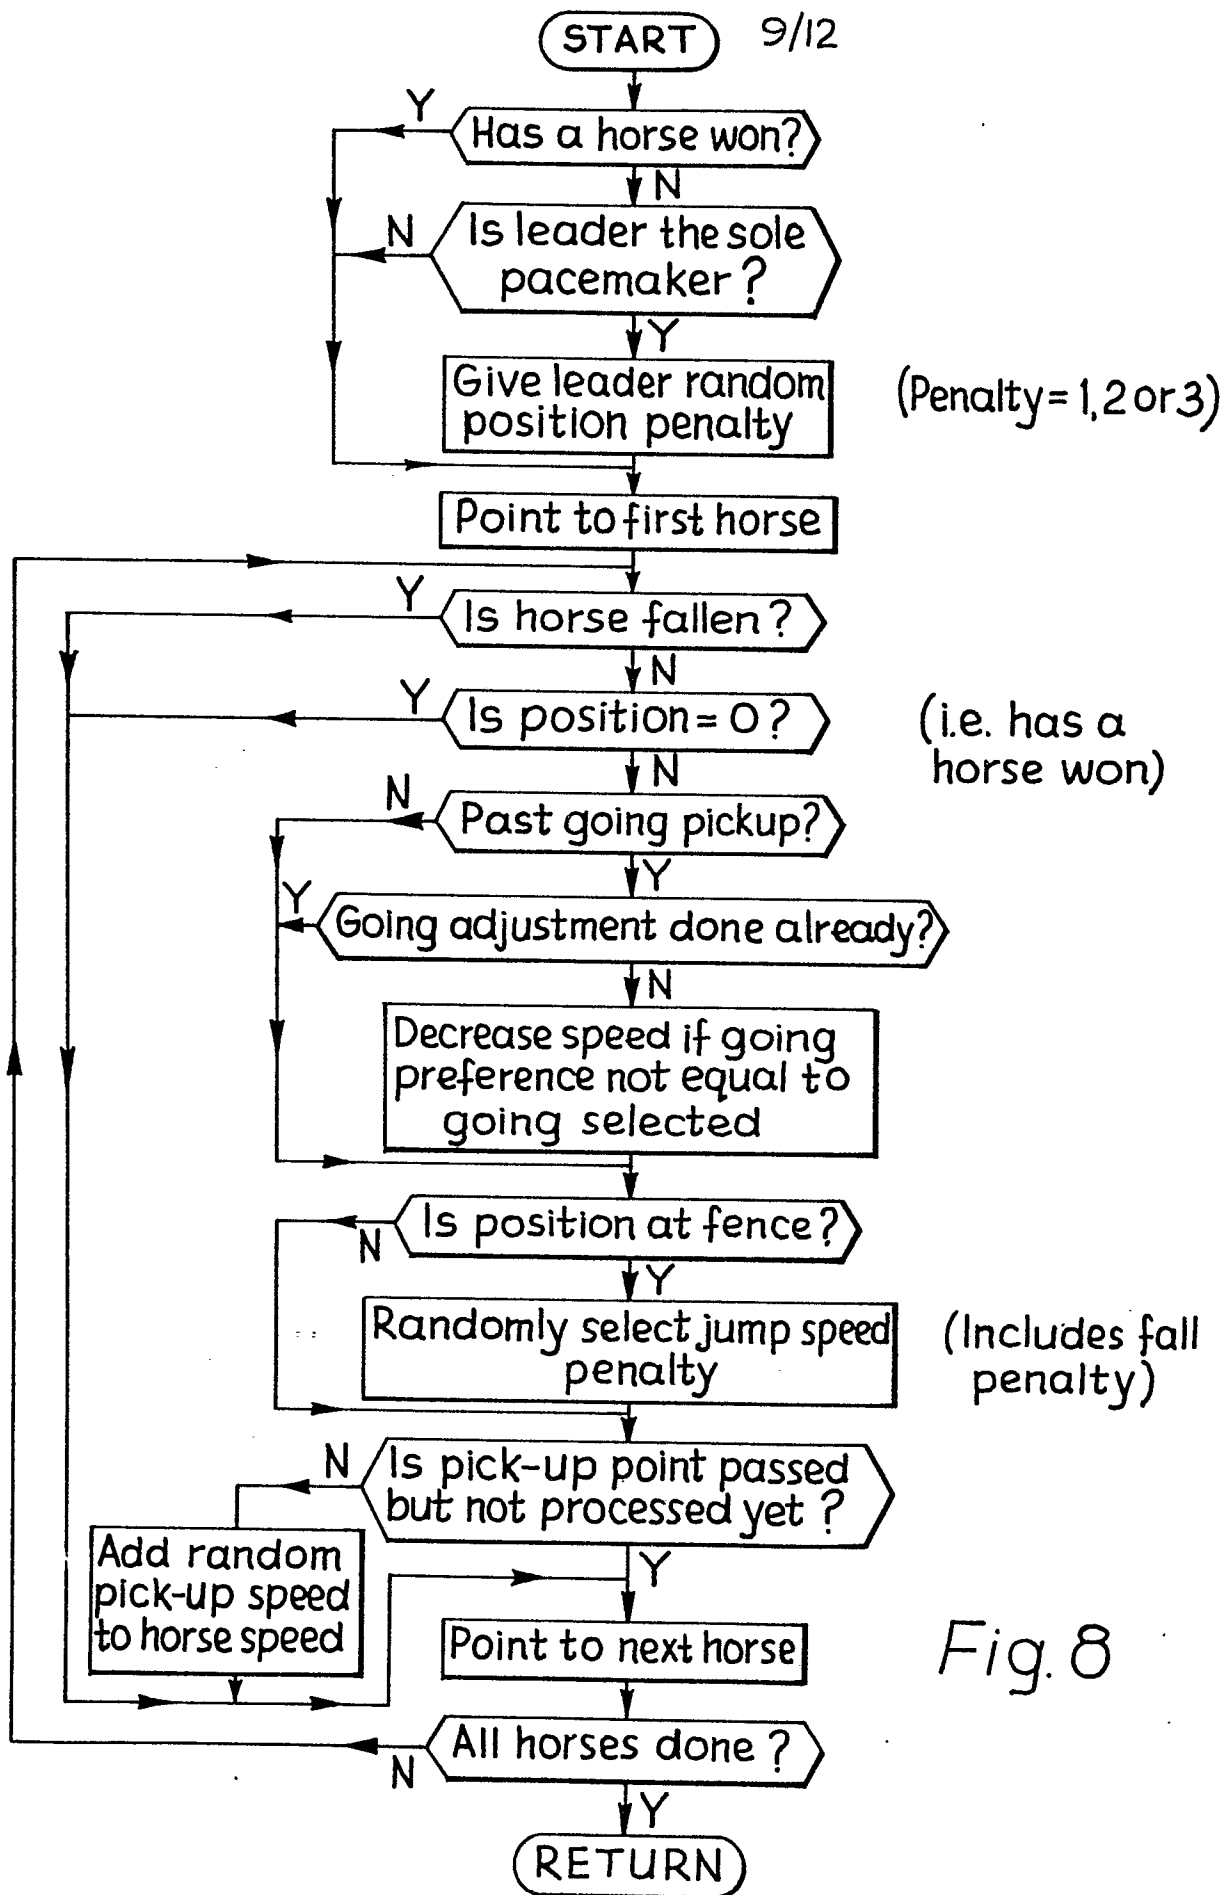 START
9/12
Y
Has a horse won?
N
N
Is leader the sole
pacemaker?
Y
Give leader random
position penalty
(Penalty=1,2 or 3)
Point to first horse
Y
Is horse fallen?
N
Y
Is position=0?
(i.e. has a
horse won)
N
N
Past going pickup?
Y
Y
Going adjustment done already?
N
Decrease speed if going
preference not equal to
going selected
Is position at fence?
N
Y
Randomly select jump speed
penalty
(Includes fall
penalty)
N
Is pick-up point passed
but not processed yet?
Add random
pick-up speed
to horse speed
Y
Point to next horse
Fig. 8
All horses done?
N
Y
RETURN